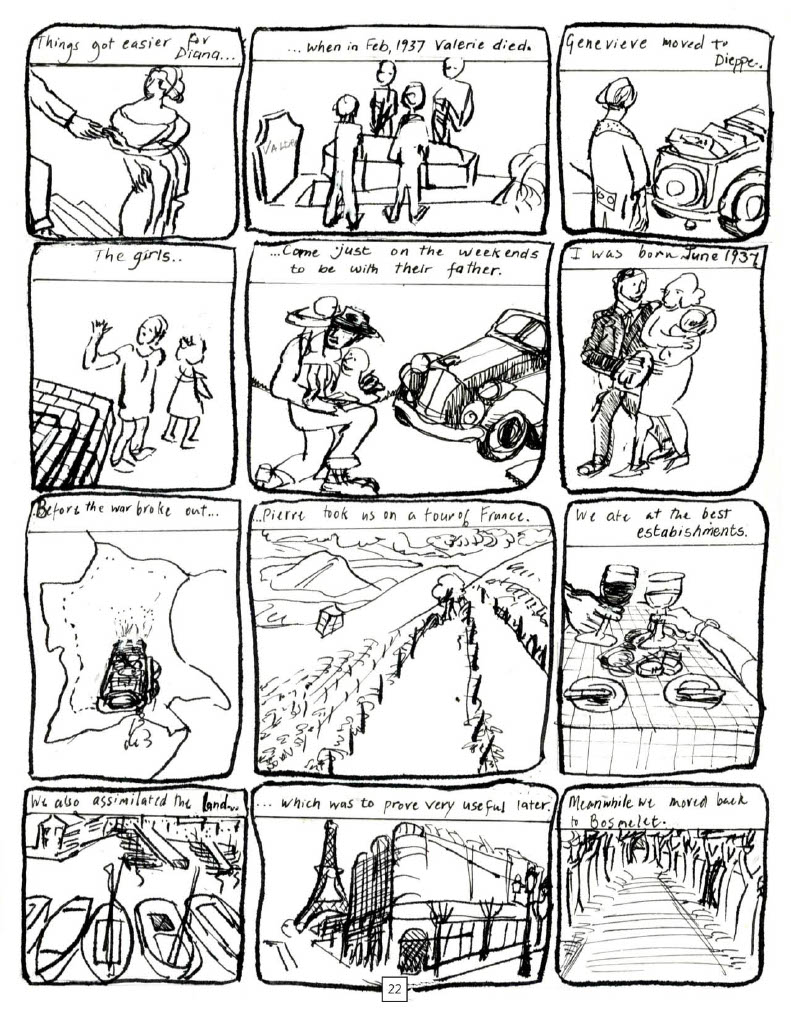 Things got easier for
Diana...
...when in Feb, 1937 Valerie died.
Genevieve moved to
Dieppe.
The girls..
...Came just on the weekends
to be with their father.
I was born June 1937
Before the war broke out...
...Pierre took us on a tour of France.
We ate at the best
estabishments.
We also assimilated the land...
... which was to prove very useful later.
Meanwhile we moved back
to Bosmelet.
22